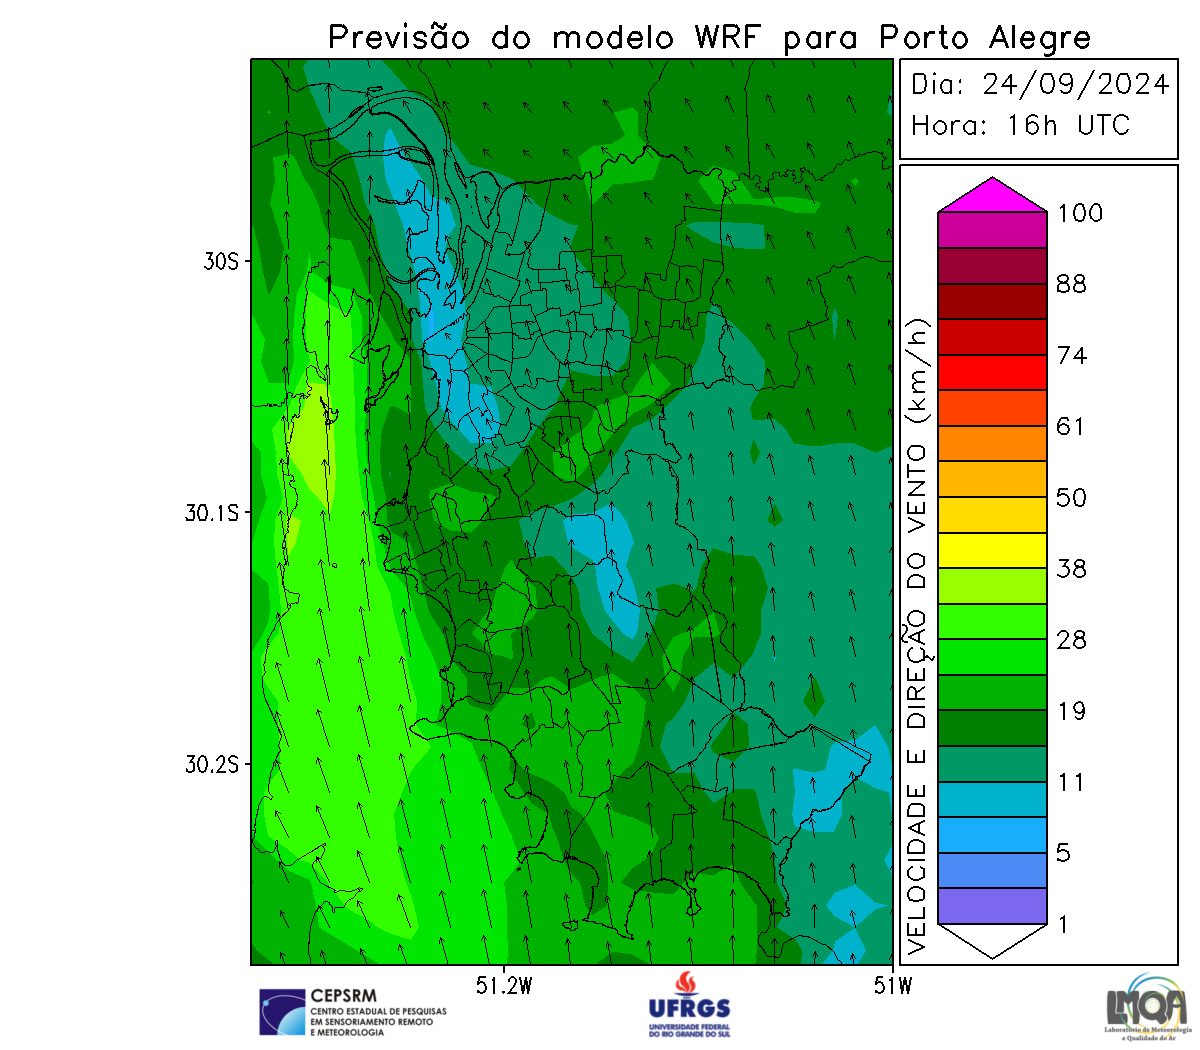 Previsão do modelo WRF para Porto Alegre
Dia: 24/09/2024
Hora: 16h UTC
VELOCIDADE E DIREÇÃO DO VENTO (km/h)
100
88
74
61
50
38
28
19
11
5
1
30S
30.1S
30.2S
51.2W
51W
CEPSRM
CENTRO ESTADUAL DE PESQUISAS
EM SENSORIAMENTO REMOTO
E METEOROLOGIA
UFRGS
UNIVERSIDADE FEDERAL
DO RIO GRANDE DO SUL
LMQA
Laboratório de Meteorologia
e Qualidade do Ar